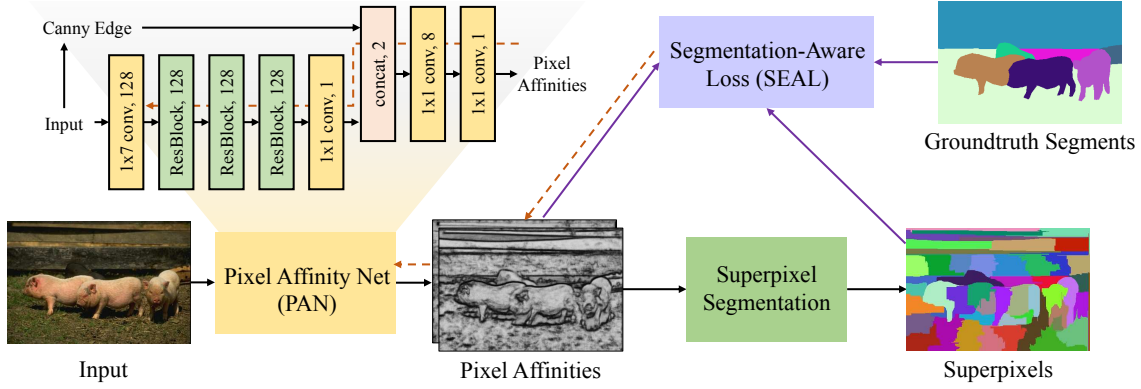 Canny Edge
Input
1x7 conv, 128
ResBlock, 128
ResBlock, 128
ResBlock, 128
1x1 conv, 1
concat, 2
1x1 conv, 8
1x1 conv, 1
Pixel
Affinities
Segmentation-Aware
Loss (SEAL)
Groundtruth Segments
Pixel Affinity Net
(PAN)
Superpixel
Segmentation
Input
Pixel Affinities
Superpixels